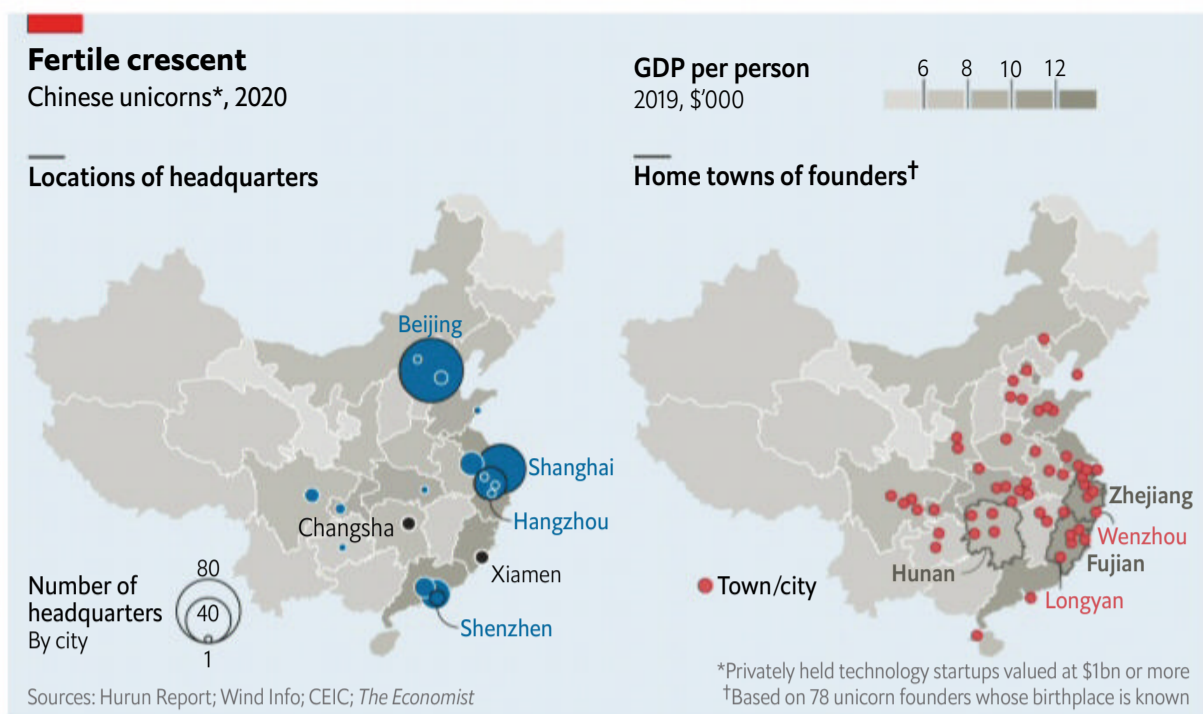 Fertile crescent
Chinese unicorns*, 2020
GDP per person
2019, $'000
6 8 10 12
Locations of headquarters
Beijing
Shanghai
Hangzhou
Changsha
Xiamen
Shenzhen
Number of
headquarters
By city
80
40
1
Home towns of founders†
Zhejiang
Wenzhou
Fujian
Hunan
Longyan
Town/city
*Privately held technology startups valued at $1bn or more
†Based on 78 unicorn founders whose birthplace is known
Sources: Hurun Report; Wind Info; CEIC; The Economist